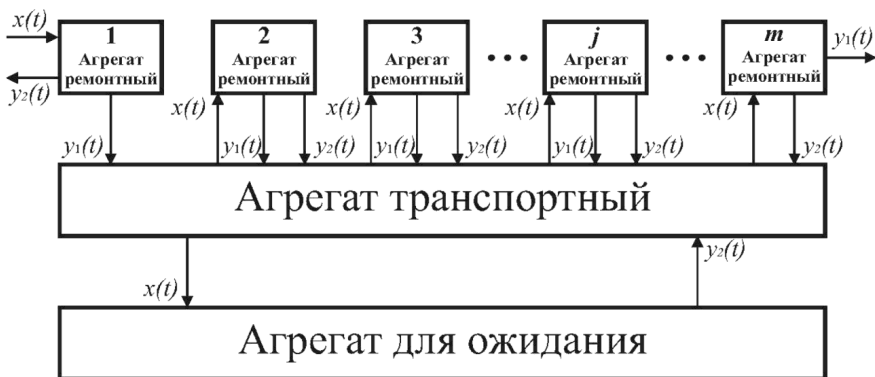 x(t) 1 2 3 ... j ... m y₁(t)
Агрегат Агрегат Агрегат Агрегат Агрегат
ремонтный ремонтный ремонтный ремонтный ремонтный
y₂(t) x(t) x(t) x(t) x(t)
y₁(t) y₁(t) y₂(t) y₁(t) y₂(t) y₁(t) y₂(t) y₂(t)
Агрегат транспортный
x(t) y₂(t)
Агрегат для ожидания